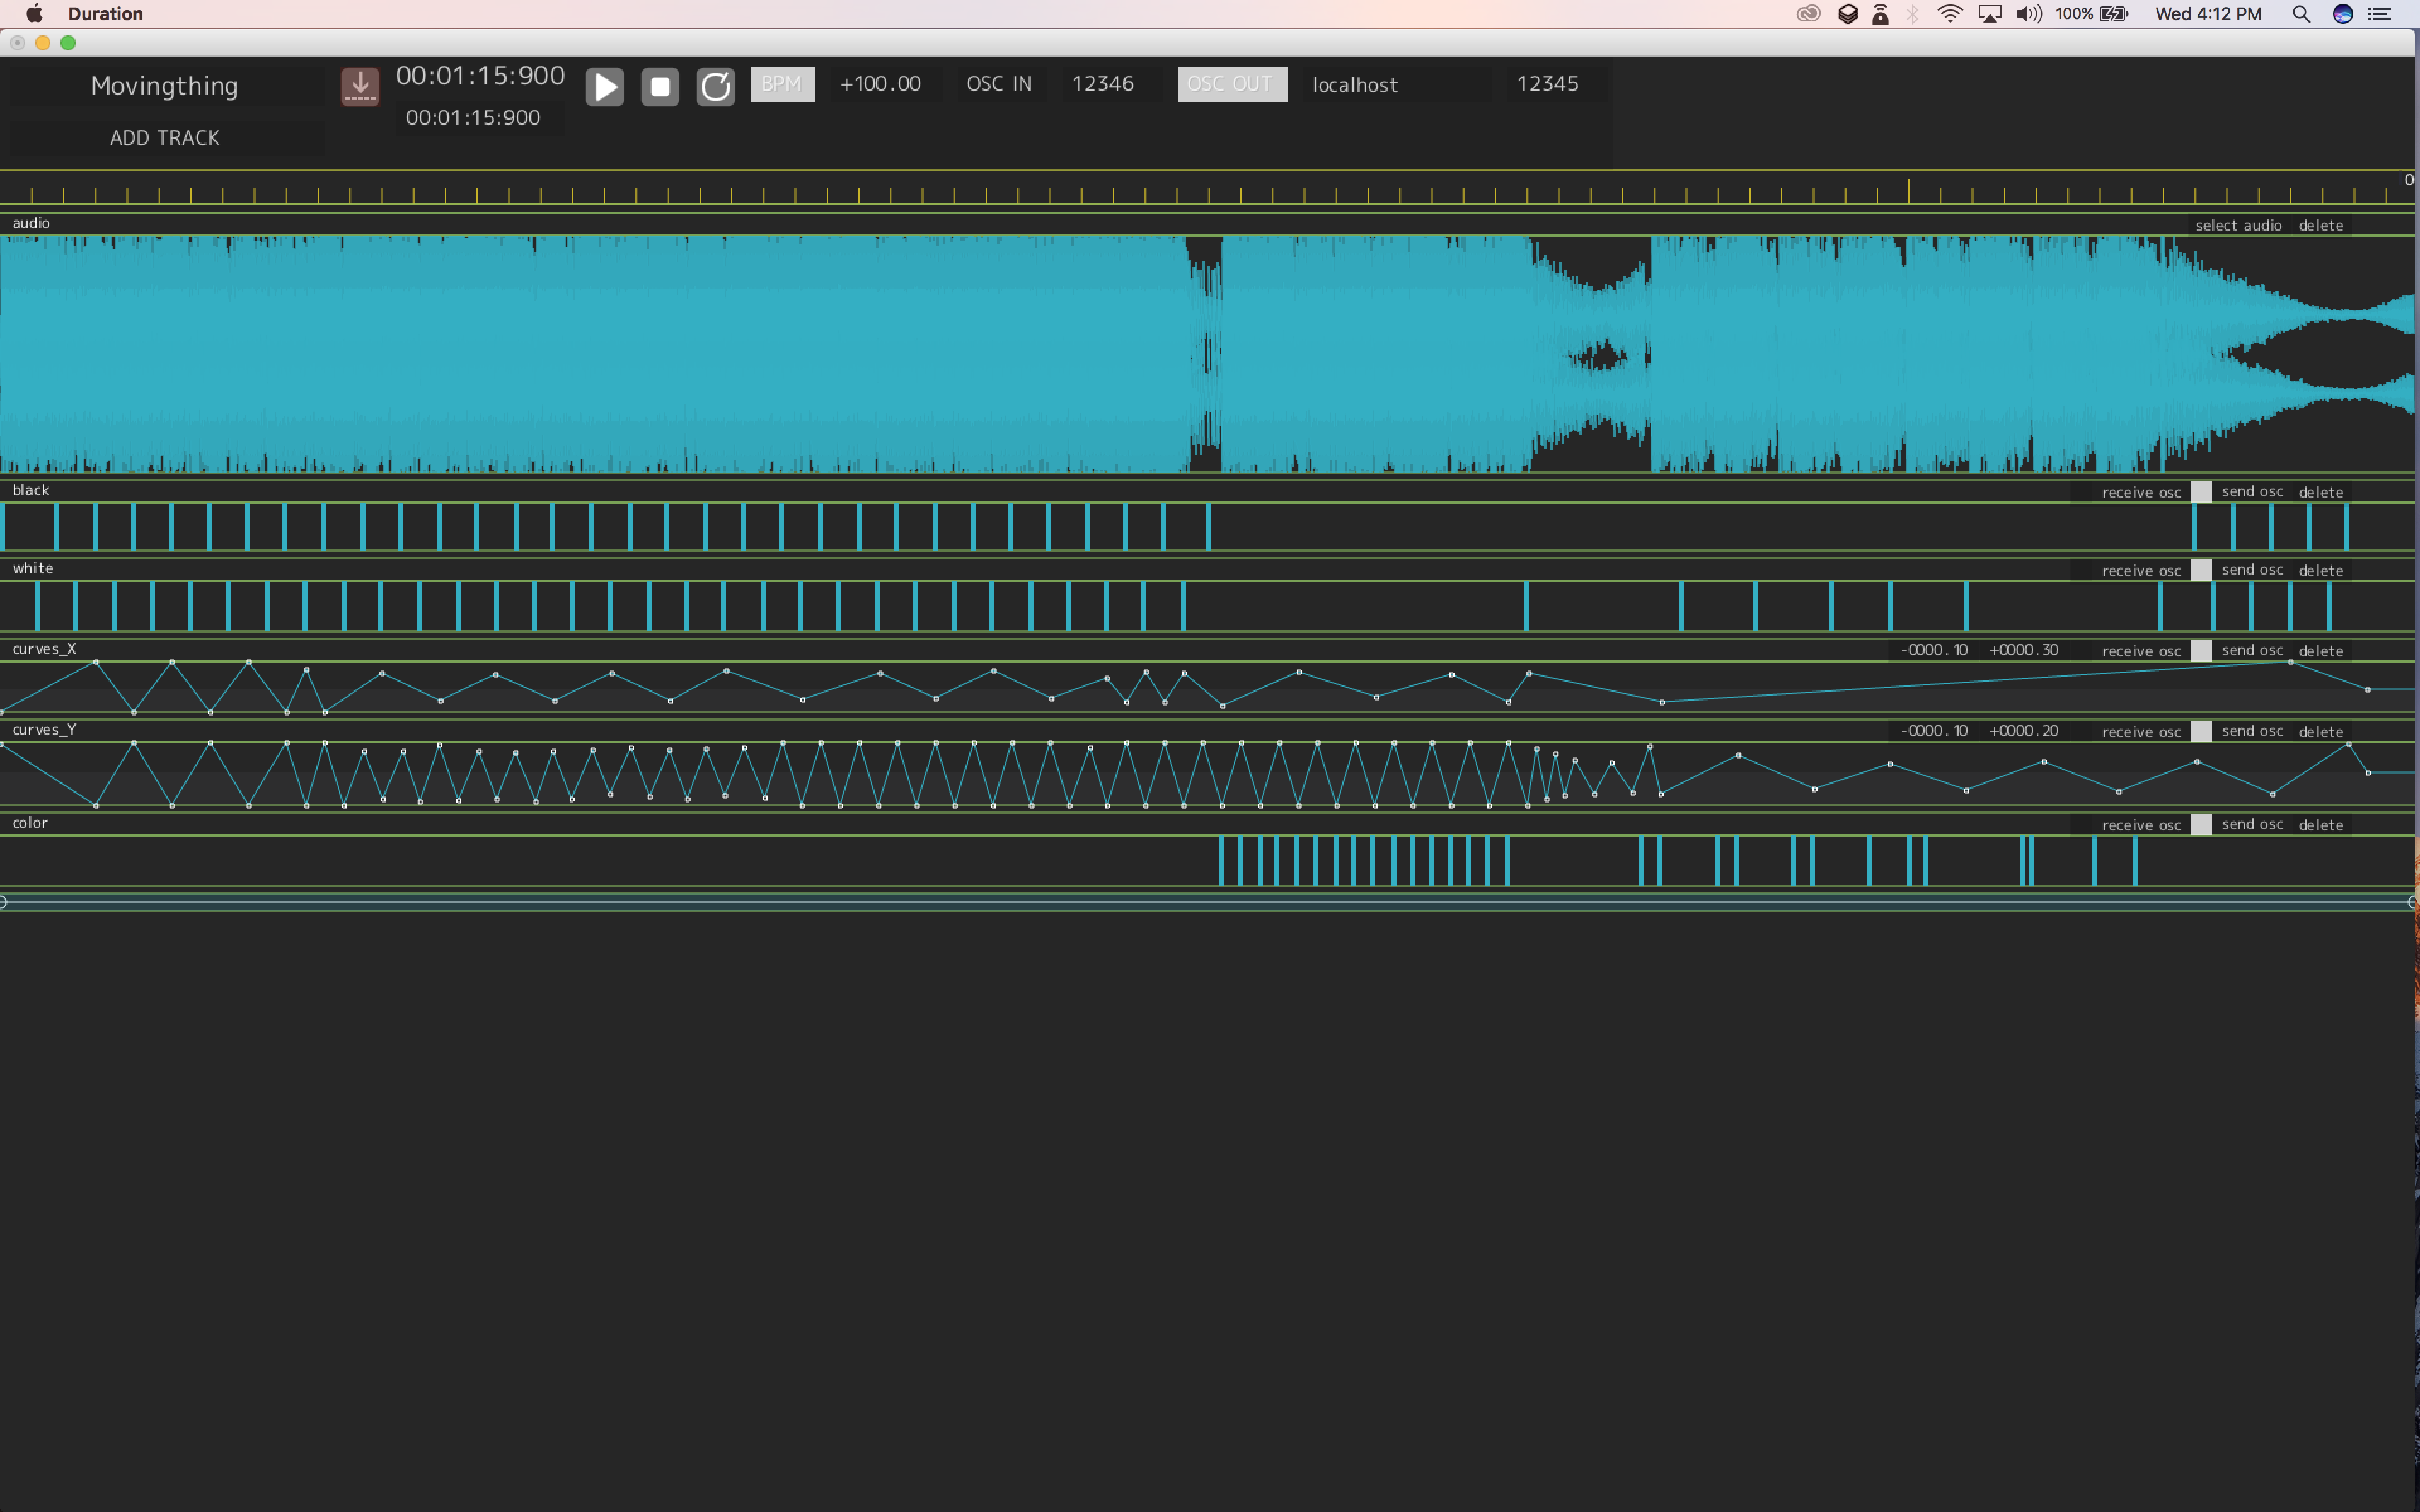 Duration 100% Wed 4:12 PM
Movingthing 00:01:15:900 BPM +100.00 OSC IN 12346 OSC OUT localhost 12345
00:01:15:900
ADD TRACK
audio select audio delete
black receive osc send osc delete
white receive osc send osc delete
curves_X -0000.10 +0000.30 receive osc send osc delete
curves_Y -0000.10 +0000.20 receive osc send osc delete
color receive osc send osc delete